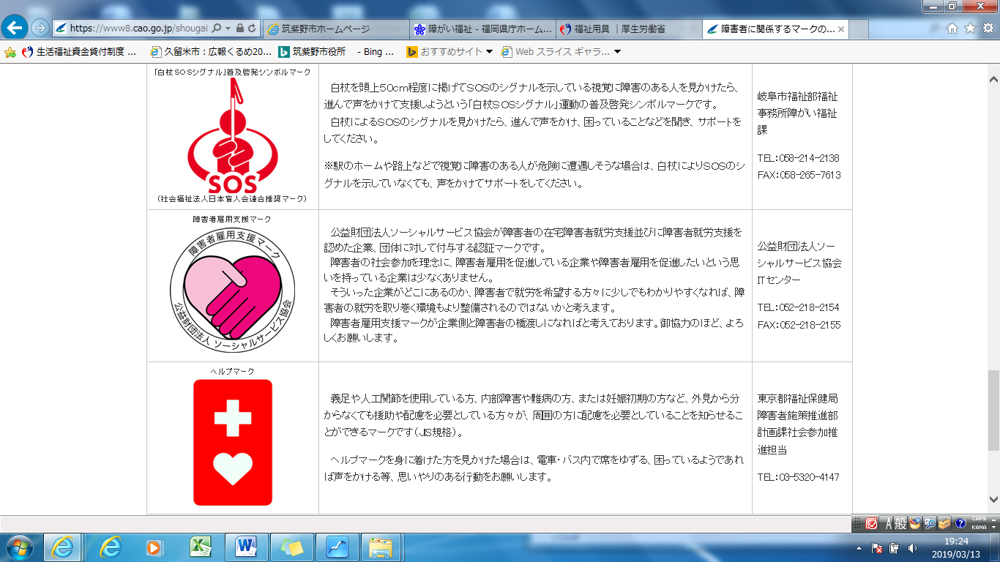 https://www8.cao.go.jp/shougai
筑紫野市ホームページ
障がい福祉 - 福岡県庁ホーム...
福祉用具 ｜厚生労働省
障害者に関係するマークの...
生活福祉資金貸付制度 ...
久留米市：広報くるめ20...
筑紫野市役所 - Bing ...
おすすめサイト
Web スライス ギャラ...
「白杖ＳＯＳシグナル」普及啓発シンボルマーク
SOS
（社会福祉法人日本盲人会連合推奨マーク）
白杖を頭上５０ｃｍ程度に掲げてＳＯＳのシグナルを示している視覚に障害のある人を見かけたら、
進んで声をかけて支援しようという「白杖ＳＯＳシグナル」運動の普及啓発シンボルマークです。
白杖によるＳＯＳのシグナルを見かけたら、進んで声をかけ、困っていることなどを聞き、サポートを
してください。
※駅のホームや路上などで視覚に障害のある人が危険に遭遇しそうな場合は、白杖によりＳＯＳのシ
グナルを示していなくても、声をかけてサポートをしてください。
岐阜市福祉部福祉
事務所障がい福祉
課
TEL：058-214-2138
FAX：058-265-7613
障害者雇用支援マーク
障害者雇用支援マーク
公益財団法人 ソーシャルサービス協会
公益財団法人ソーシャルサービス協会が障害者の在宅障害者就労支援並びに障害者就労支援を
認めた企業、団体に対して付与する認証マークです。
障害者の社会参加を理念に、障害者雇用を促進している企業や障害者雇用を促進したいという思
いを持っている企業は少なくありません。
そういった企業がどこにあるのか、障害者で就労を希望する方々に少しでもわかりやすくなれば、障
害者の就労を取り巻く環境もより整備されるのではないかと考えます。
障害者雇用支援マークが企業側と障害者の橋渡しになればと考えております。御協力のほど、よろ
しくお願いします。
公益財団法人ソー
シャルサービス協会
ITセンター
TEL：052-218-2154
FAX：052-218-2155
ヘルプマーク
義足や人工関節を使用している方、内部障害や難病の方、または妊娠初期の方など、外見から分
からなくても援助や配慮を必要としている方々が、周囲の方に配慮を必要としていることを知らせるこ
とができるマークです（JIS規格）。
ヘルプマークを身に着けた方を見かけた場合は、電車・バス内で席をゆずる、困っているようであれ
ば声をかける等、思いやりのある行動をお願いします。
東京都福祉保健局
障害者施策推進部
計画課社会参加推
進担当
TEL：03-5320-4147
A 般 CAPS
KANA
19:24
2019/03/13